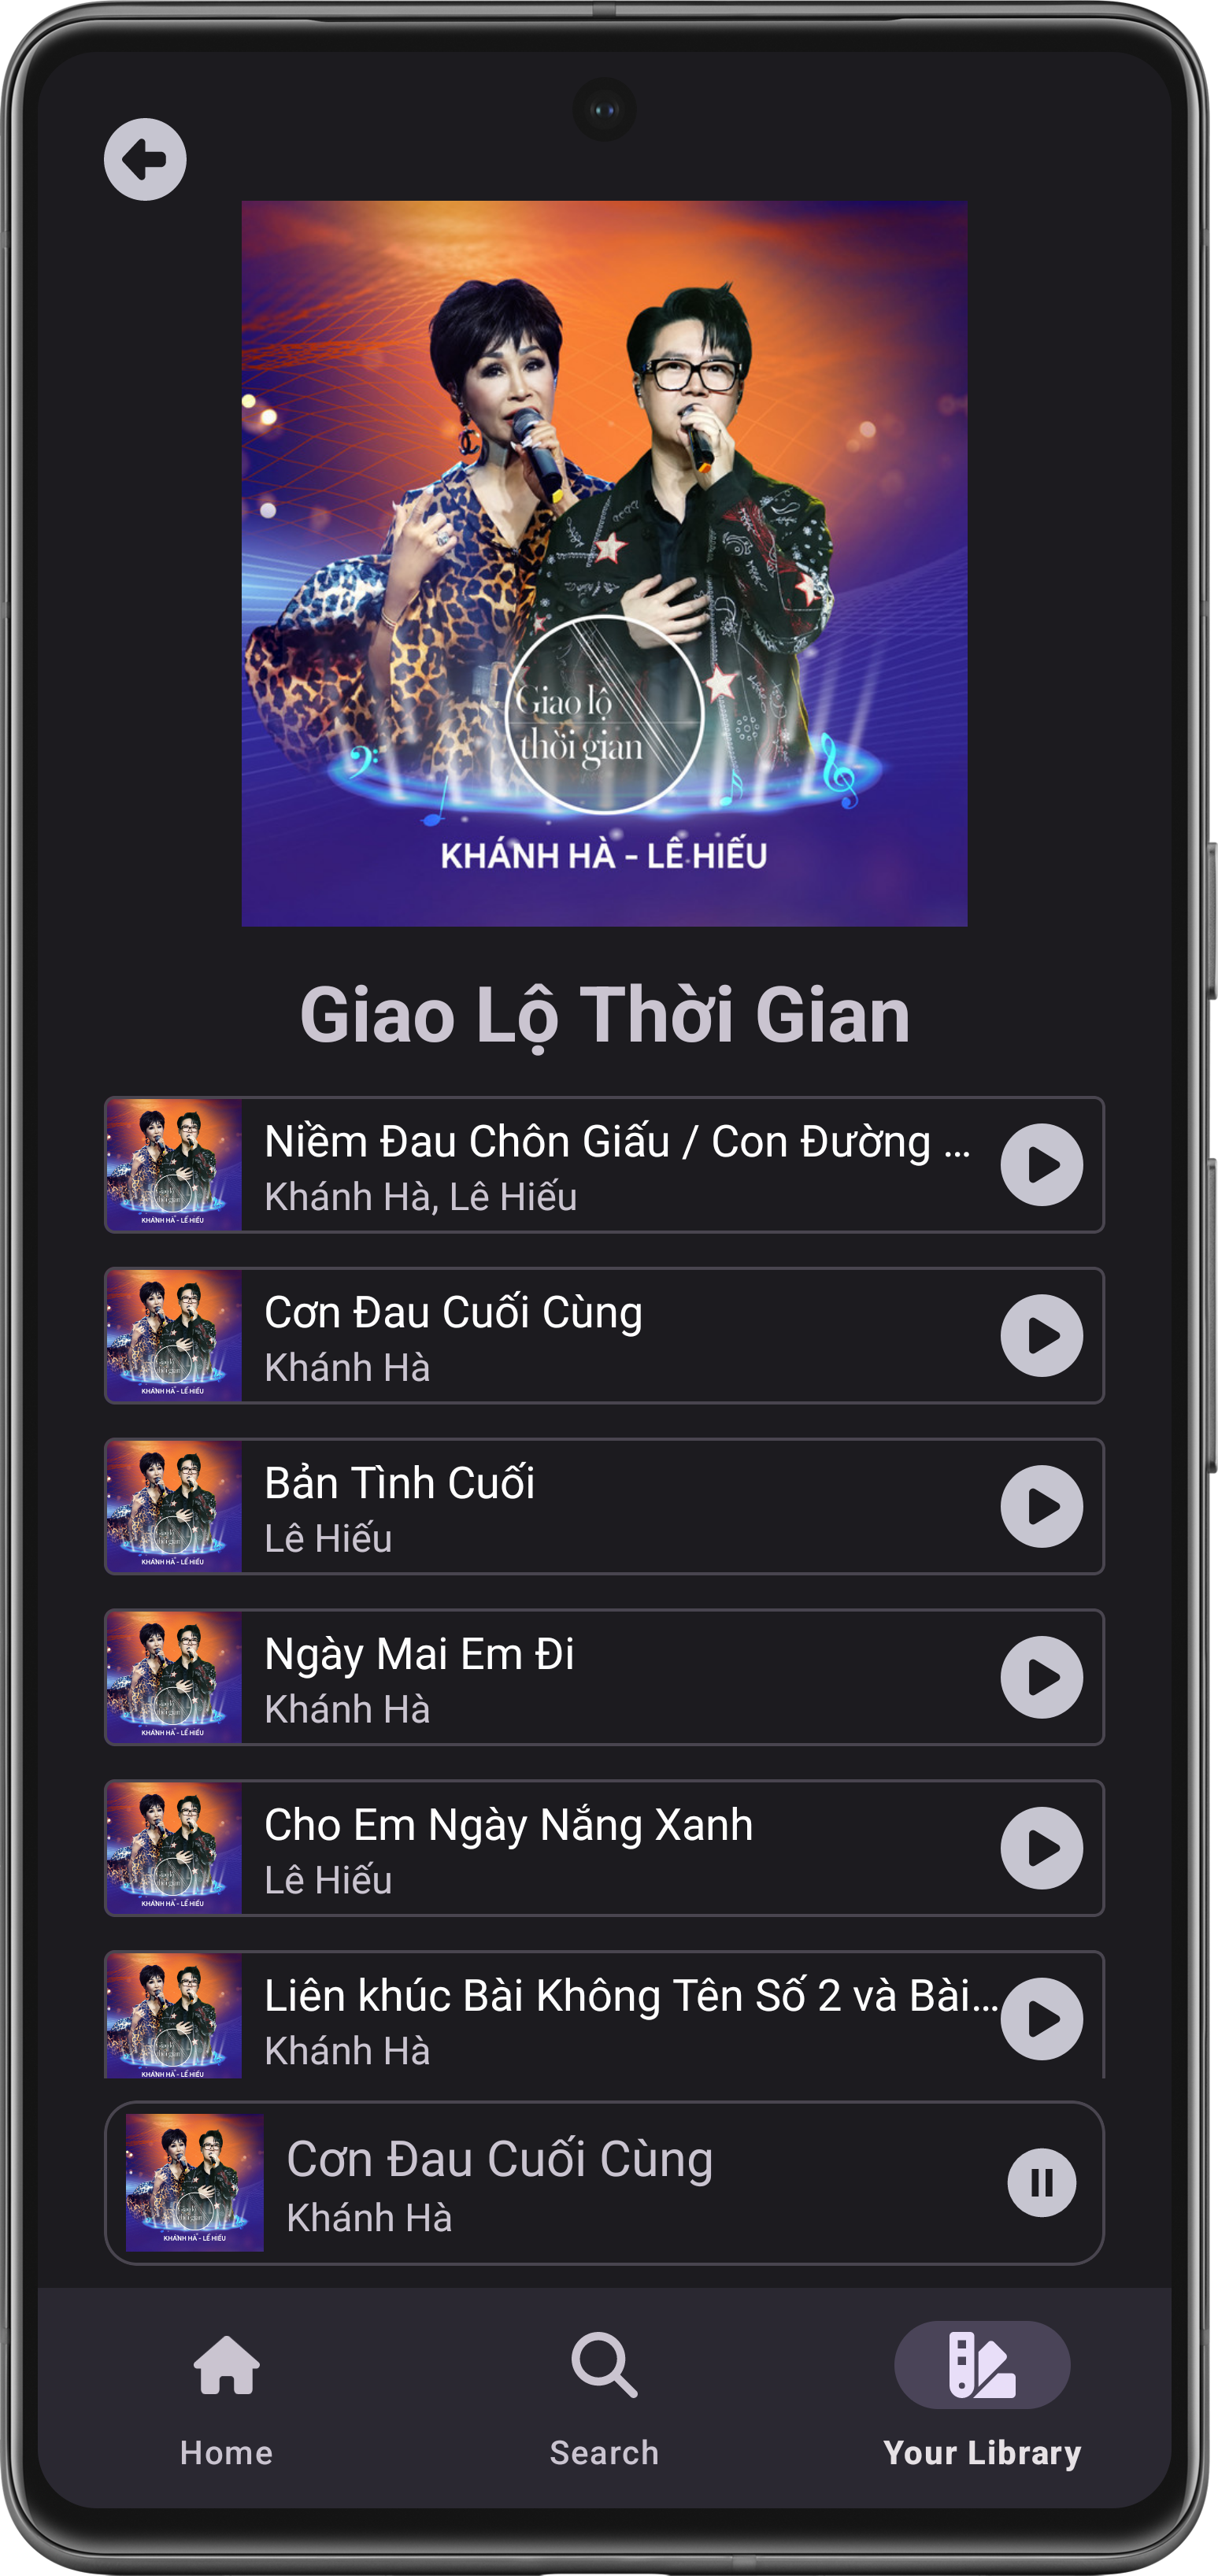 Giao lộ
thời gian
KHÁNH HÀ - LÊ HIẾU
Giao Lộ Thời Gian
Niềm Đau Chôn Giấu / Con Đường ...
Khánh Hà, Lê Hiếu
Cơn Đau Cuối Cùng
Khánh Hà
Bản Tình Cuối
Lê Hiếu
Ngày Mai Em Đi
Khánh Hà
Cho Em Ngày Nắng Xanh
Lê Hiếu
Liên khúc Bài Không Tên Số 2 và Bài...
Khánh Hà
Cơn Đau Cuối Cùng
Khánh Hà
Home
Search
Your Library